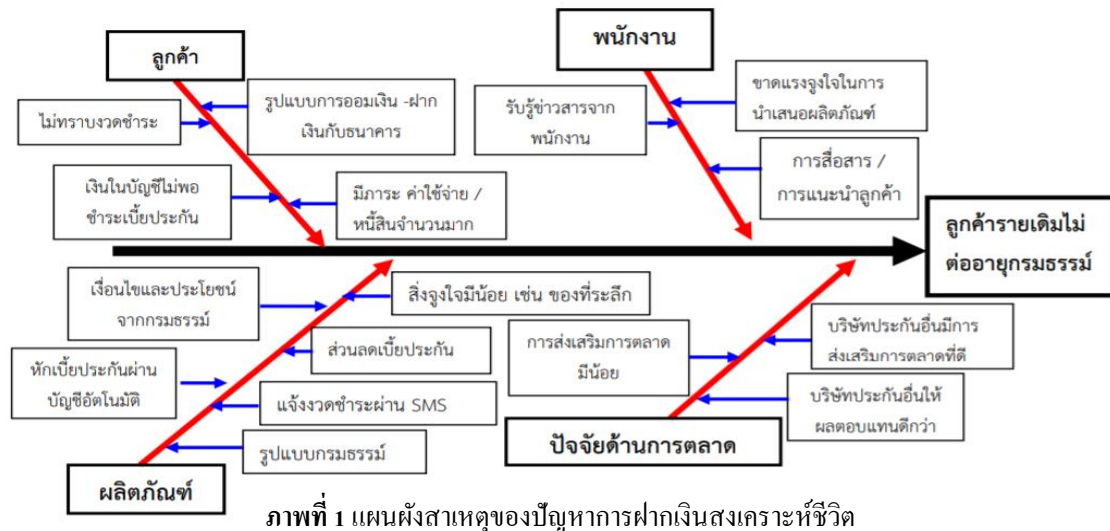 ลูกค้า
ไม่ทราบงวดชำระ
รูปแบบการออมเงิน -ฝาก
เงินกับธนาคาร
เงินในบัญชีไม่พอ
ชำระเบี้ยประกัน
มีภาระ ค่าใช้จ่าย /
หนี้สินจำนวนมาก
พนักงาน
รับรู้ข่าวสารจาก
พนักงาน
ขาดแรงจูงใจในการ
นำเสนอผลิตภัณฑ์
การสื่อสาร /
การแนะนำลูกค้า
ลูกค้ารายเดิมไม่
ต่ออายุกรมธรรม์
เงื่อนไขและประโยชน์
จากกรมธรรม์
สิ่งจูงใจมีน้อย เช่น ของที่ระลึก
ส่วนลดเบี้ยประกัน
หักเบี้ยประกันผ่าน
บัญชีอัตโนมัติ
แจ้งงวดชำระผ่าน SMS
รูปแบบกรมธรรม์
ผลิตภัณฑ์
การส่งเสริมการตลาด
มีน้อย
บริษัทประกันอื่นมีการ
ส่งเสริมการตลาดที่ดี
บริษัทประกันอื่นให้
ผลตอบแทนดีกว่า
ปัจจัยด้านการตลาด
ภาพที่ 1 แผนผังสาเหตุของปัญหาการฝากเงินสงเคราะห์ชีวิต